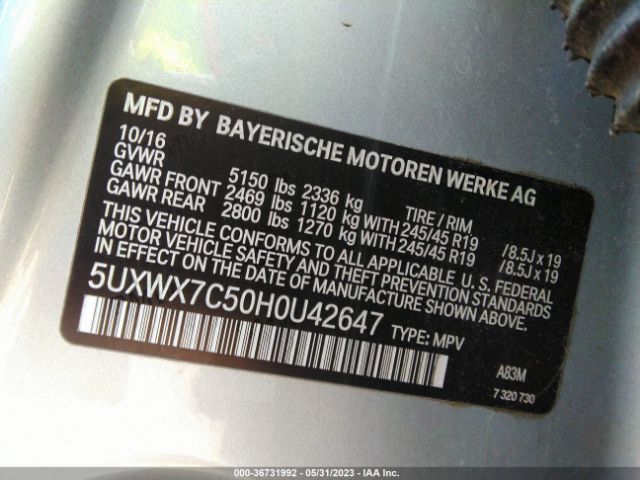 MFD BY BAYERISCHE MOTOREN WERKE AG
10/16
GVWR 5150 lbs 2336 kg TIRE / RIM
GAWR FRONT 2469 lbs 1120 kg WITH 245/45 R19 /8.5J x 19
GAWR REAR 2800 lbs 1270 kg WITH 245/45 R19 /8.5J x 19
THIS VEHICLE CONFORMS TO ALL APPLICABLE U.S. FEDERAL
MOTOR VEHICLE SAFETY AND THEFT PREVENTION STANDARDS
IN EFFECT ON THE DATE OF MANUFACTURE SHOWN ABOVE.
5UXWX7C50H0U42647 TYPE: MPV
A83M
7 320 730
000-36731992 - 05/31/2023 - IAA Inc.